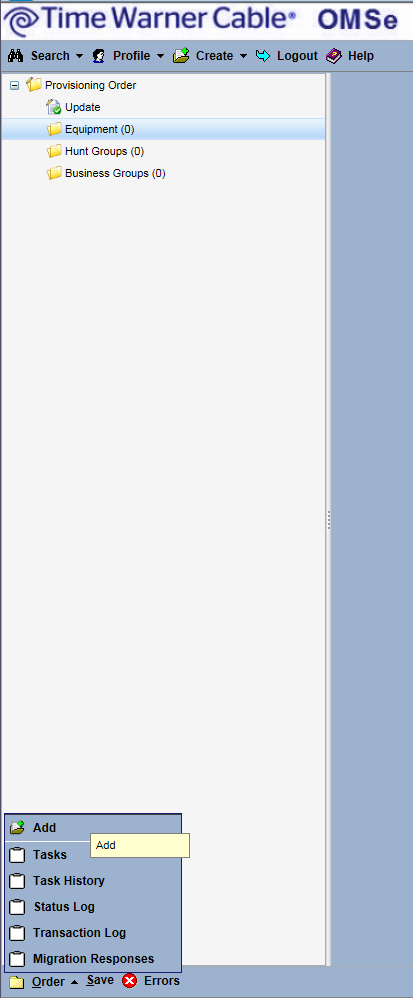 Time Warner Cable® OMSe
Search Profile Create Logout Help
Provisioning Order
Update
Equipment (0)
Hunt Groups (0)
Business Groups (0)
Add
Add
Tasks
Task History
Status Log
Transaction Log
Migration Responses
Order Save Errors